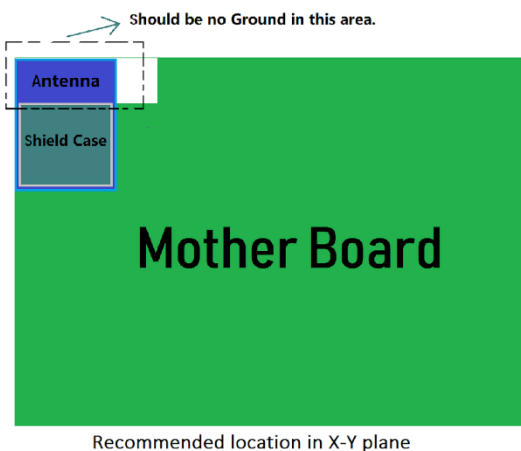 Should be no Ground in this area.
Antenna
Shield Case
Mother Board
Recommended location in X-Y plane